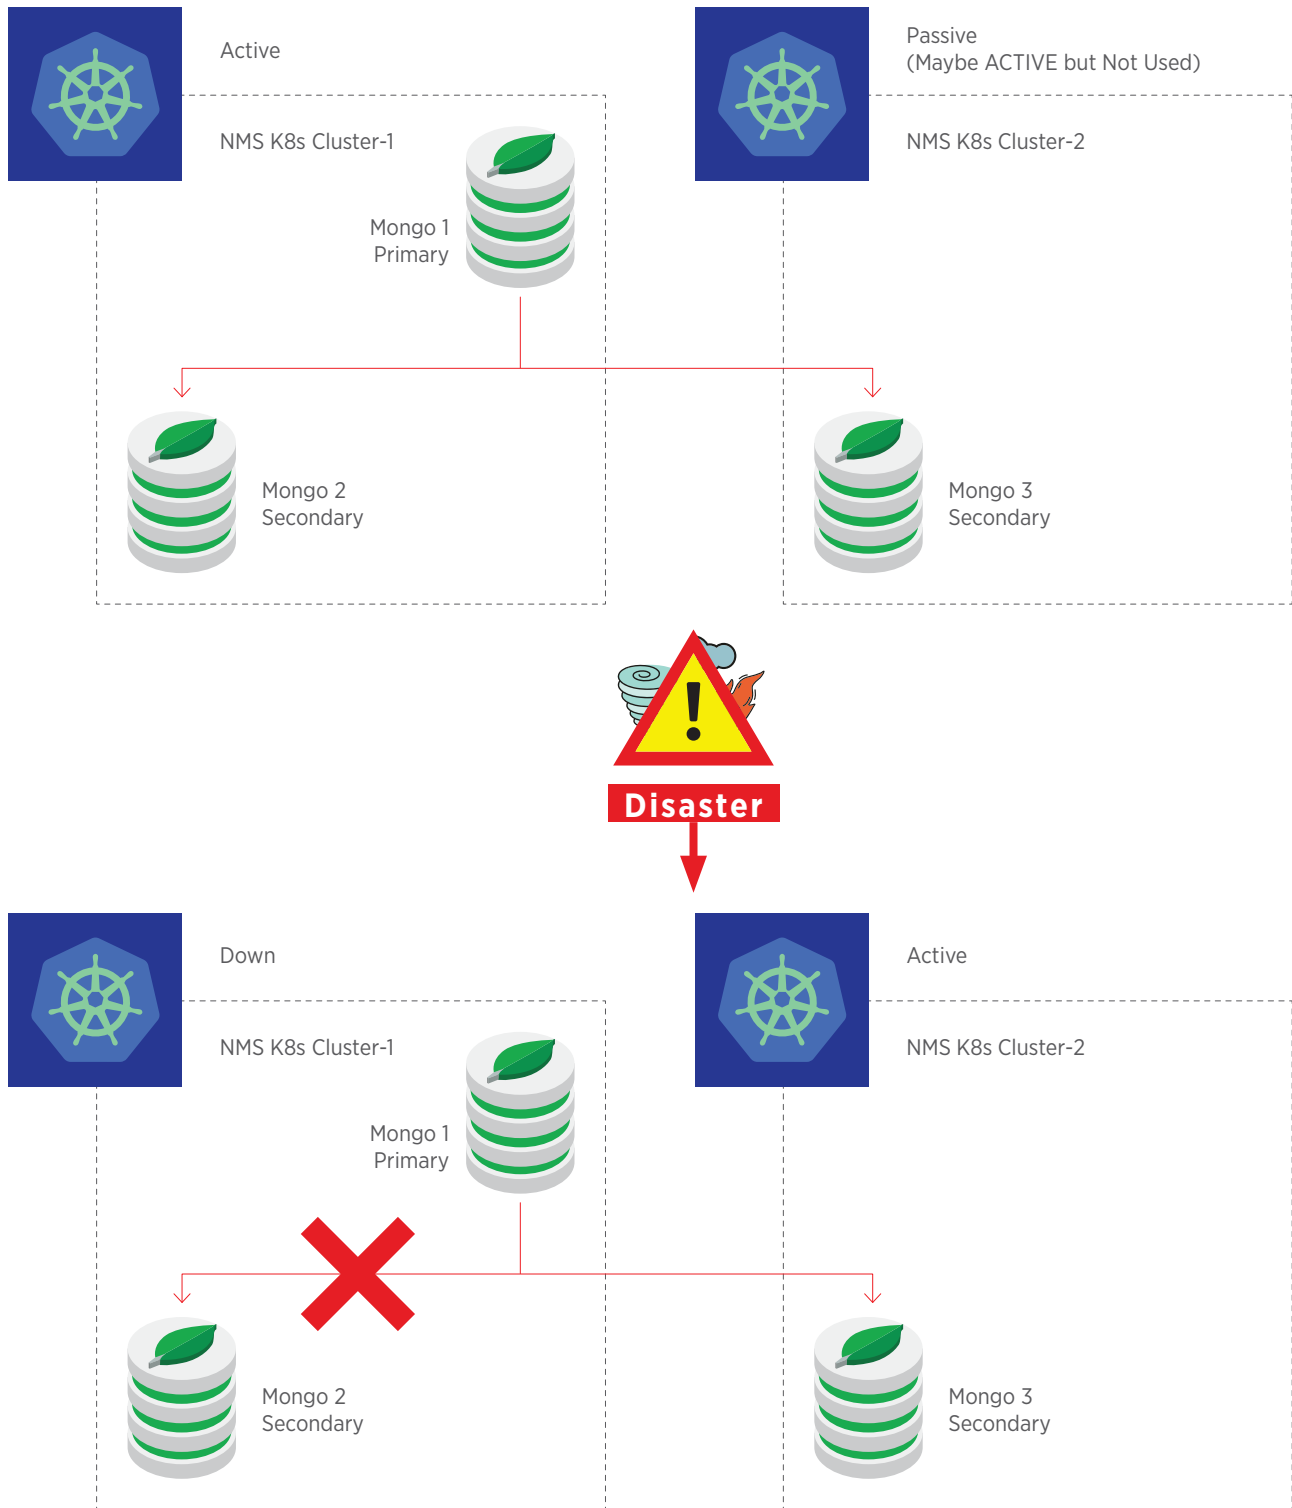 Active
Passive
(Maybe ACTIVE but Not Used)
NMS K8s Cluster-1
NMS K8s Cluster-2
Mongo 1
Primary
Mongo 2
Secondary
Mongo 3
Secondary
Disaster
Down
Active
NMS K8s Cluster-1
NMS K8s Cluster-2
Mongo 1
Primary
Mongo 2
Secondary
Mongo 3
Secondary